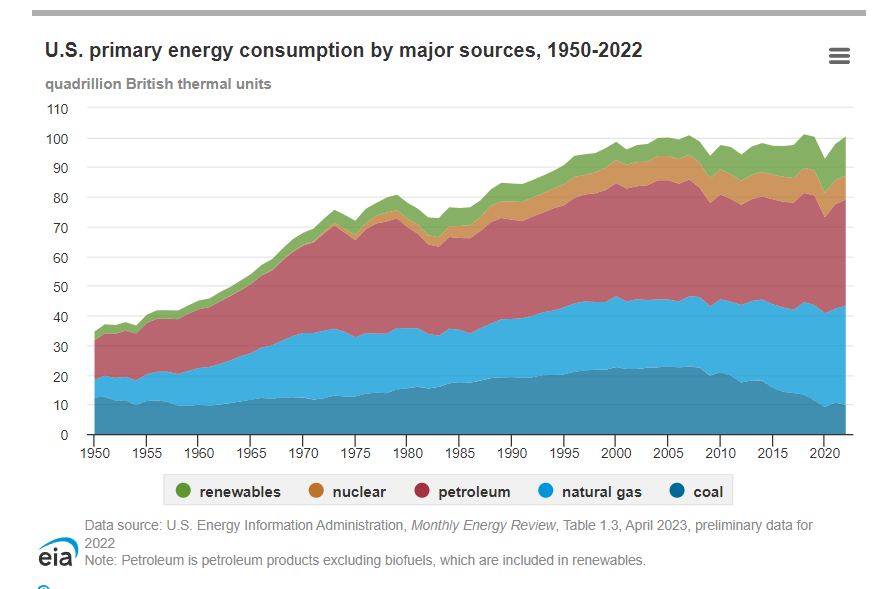 U.S. primary energy consumption by major sources, 1950-2022
quadrillion British thermal units
110
100
90
80
70
60
50
40
30
20
10
0
1950 1955 1960 1965 1970 1975 1980 1985 1990 1995 2000 2005 2010 2015 2020
renewables nuclear petroleum natural gas coal
Data source: U.S. Energy Information Administration, Monthly Energy Review, Table 1.3, April 2023, preliminary data for
2022
Note: Petroleum is petroleum products excluding biofuels, which are included in renewables.
eia